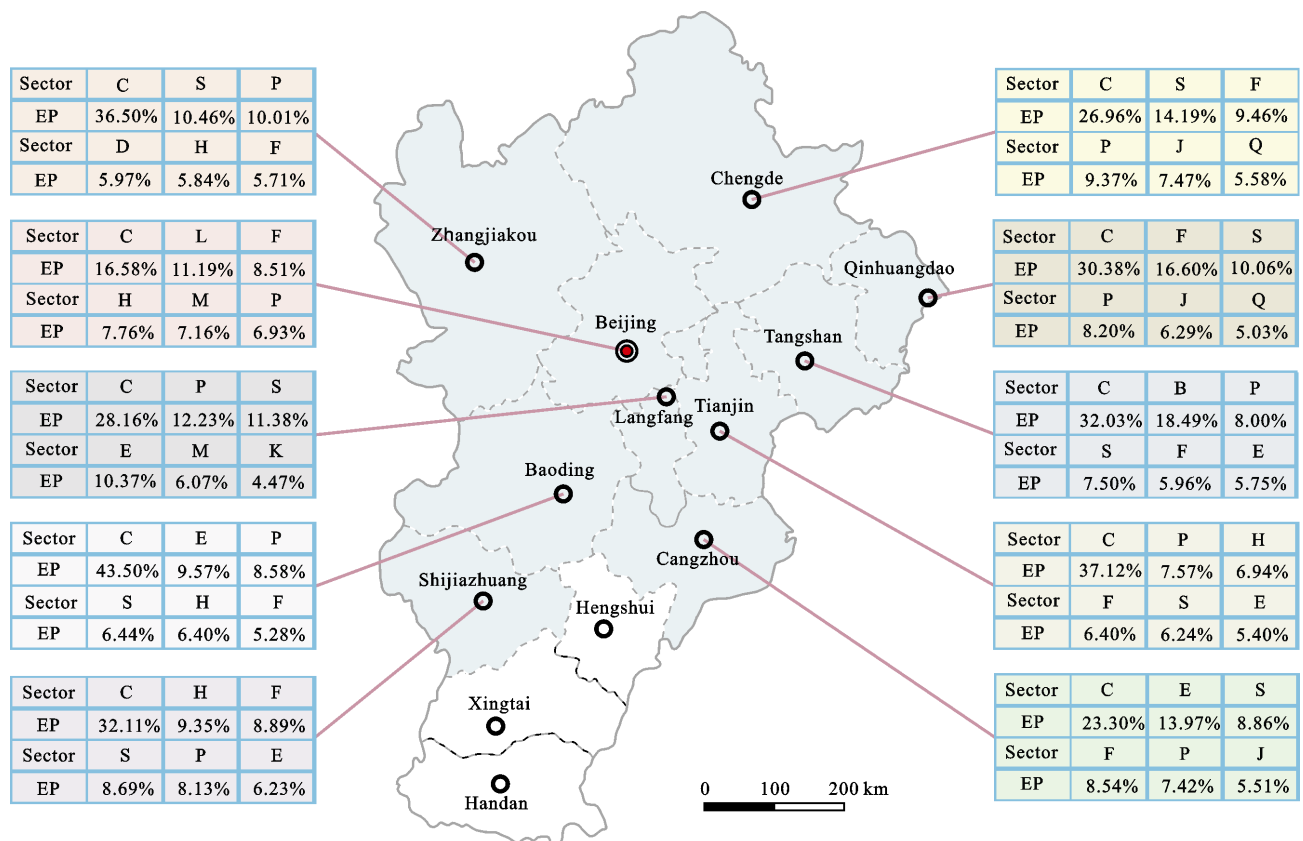 Sector C S P
EP 36.50% 10.46% 10.01%
Sector D H F
EP 5.97% 5.84% 5.71%
Sector C L F
EP 16.58% 11.19% 8.51%
Sector H M P
EP 7.76% 7.16% 6.93%
Sector C P S
EP 28.16% 12.23% 11.38%
Sector E M K
EP 10.37% 6.07% 4.47%
Sector C E P
EP 43.50% 9.57% 8.58%
Sector S H F
EP 6.44% 6.40% 5.28%
Sector C H F
EP 32.11% 9.35% 8.89%
Sector S P E
EP 8.69% 8.13% 6.23%
Chengde
Zhangjiakou
Qinhuangdao
Beijing
Tangshan
Langfang
Tianjin
Baoding
Cangzhou
Shijiazhuang
Hengshui
Xingtai
Handan
0 100 200 km
Sector C S F
EP 26.96% 14.19% 9.46%
Sector P J Q
EP 9.37% 7.47% 5.58%
Sector C F S
EP 30.38% 16.60% 10.06%
Sector P J Q
EP 8.20% 6.29% 5.03%
Sector C B P
EP 32.03% 18.49% 8.00%
Sector S F E
EP 7.50% 5.96% 5.75%
Sector C P H
EP 37.12% 7.57% 6.94%
Sector F S E
EP 6.40% 6.24% 5.40%
Sector C E S
EP 23.30% 13.97% 8.86%
Sector F P J
EP 8.54% 7.42% 5.51%